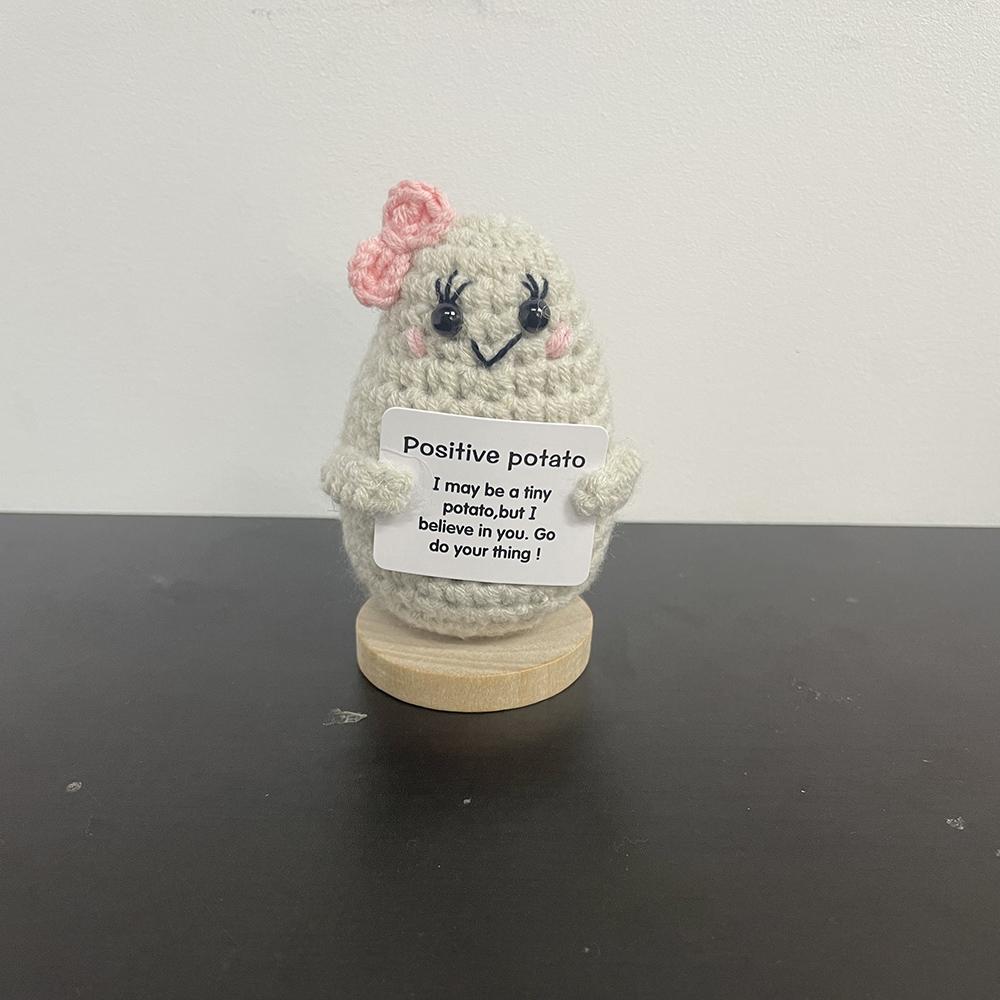 Positive potato
I may be a tiny
potato,but I
believe in you. Go
do your thing !